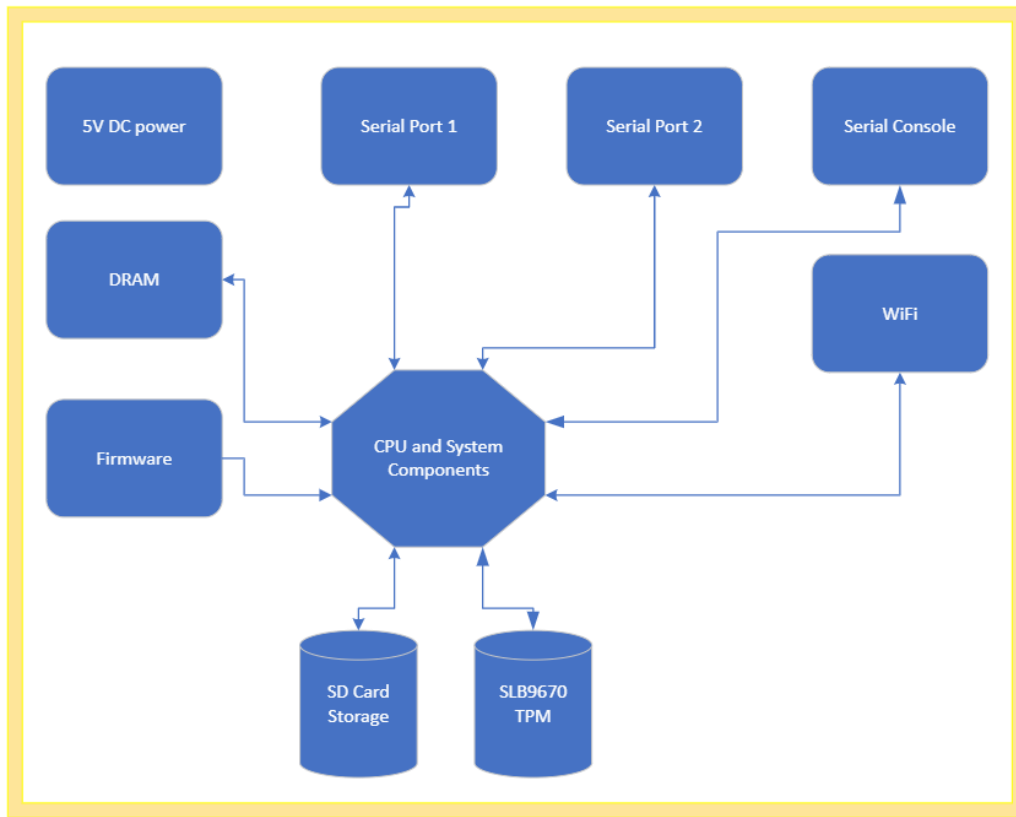 5V DC power
Serial Port 1
Serial Port 2
Serial Console
DRAM
WiFi
Firmware
CPU and System
Components
SD Card
Storage
SLB9670
TPM